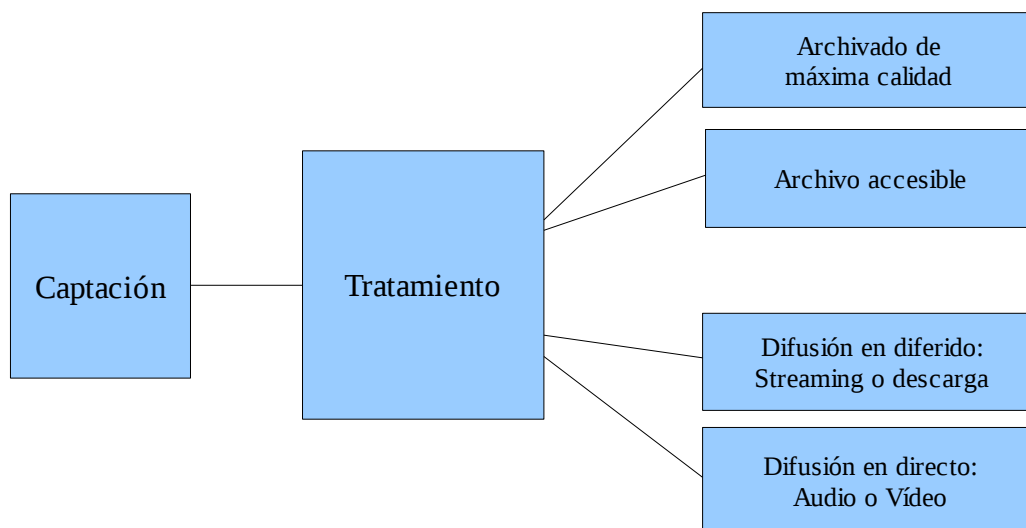 Captación
Tratamiento
Archivado de
máxima calidad
Archivo accesible
Difusión en diferido:
Streaming o descarga
Difusión en directo:
Audio o Vídeo